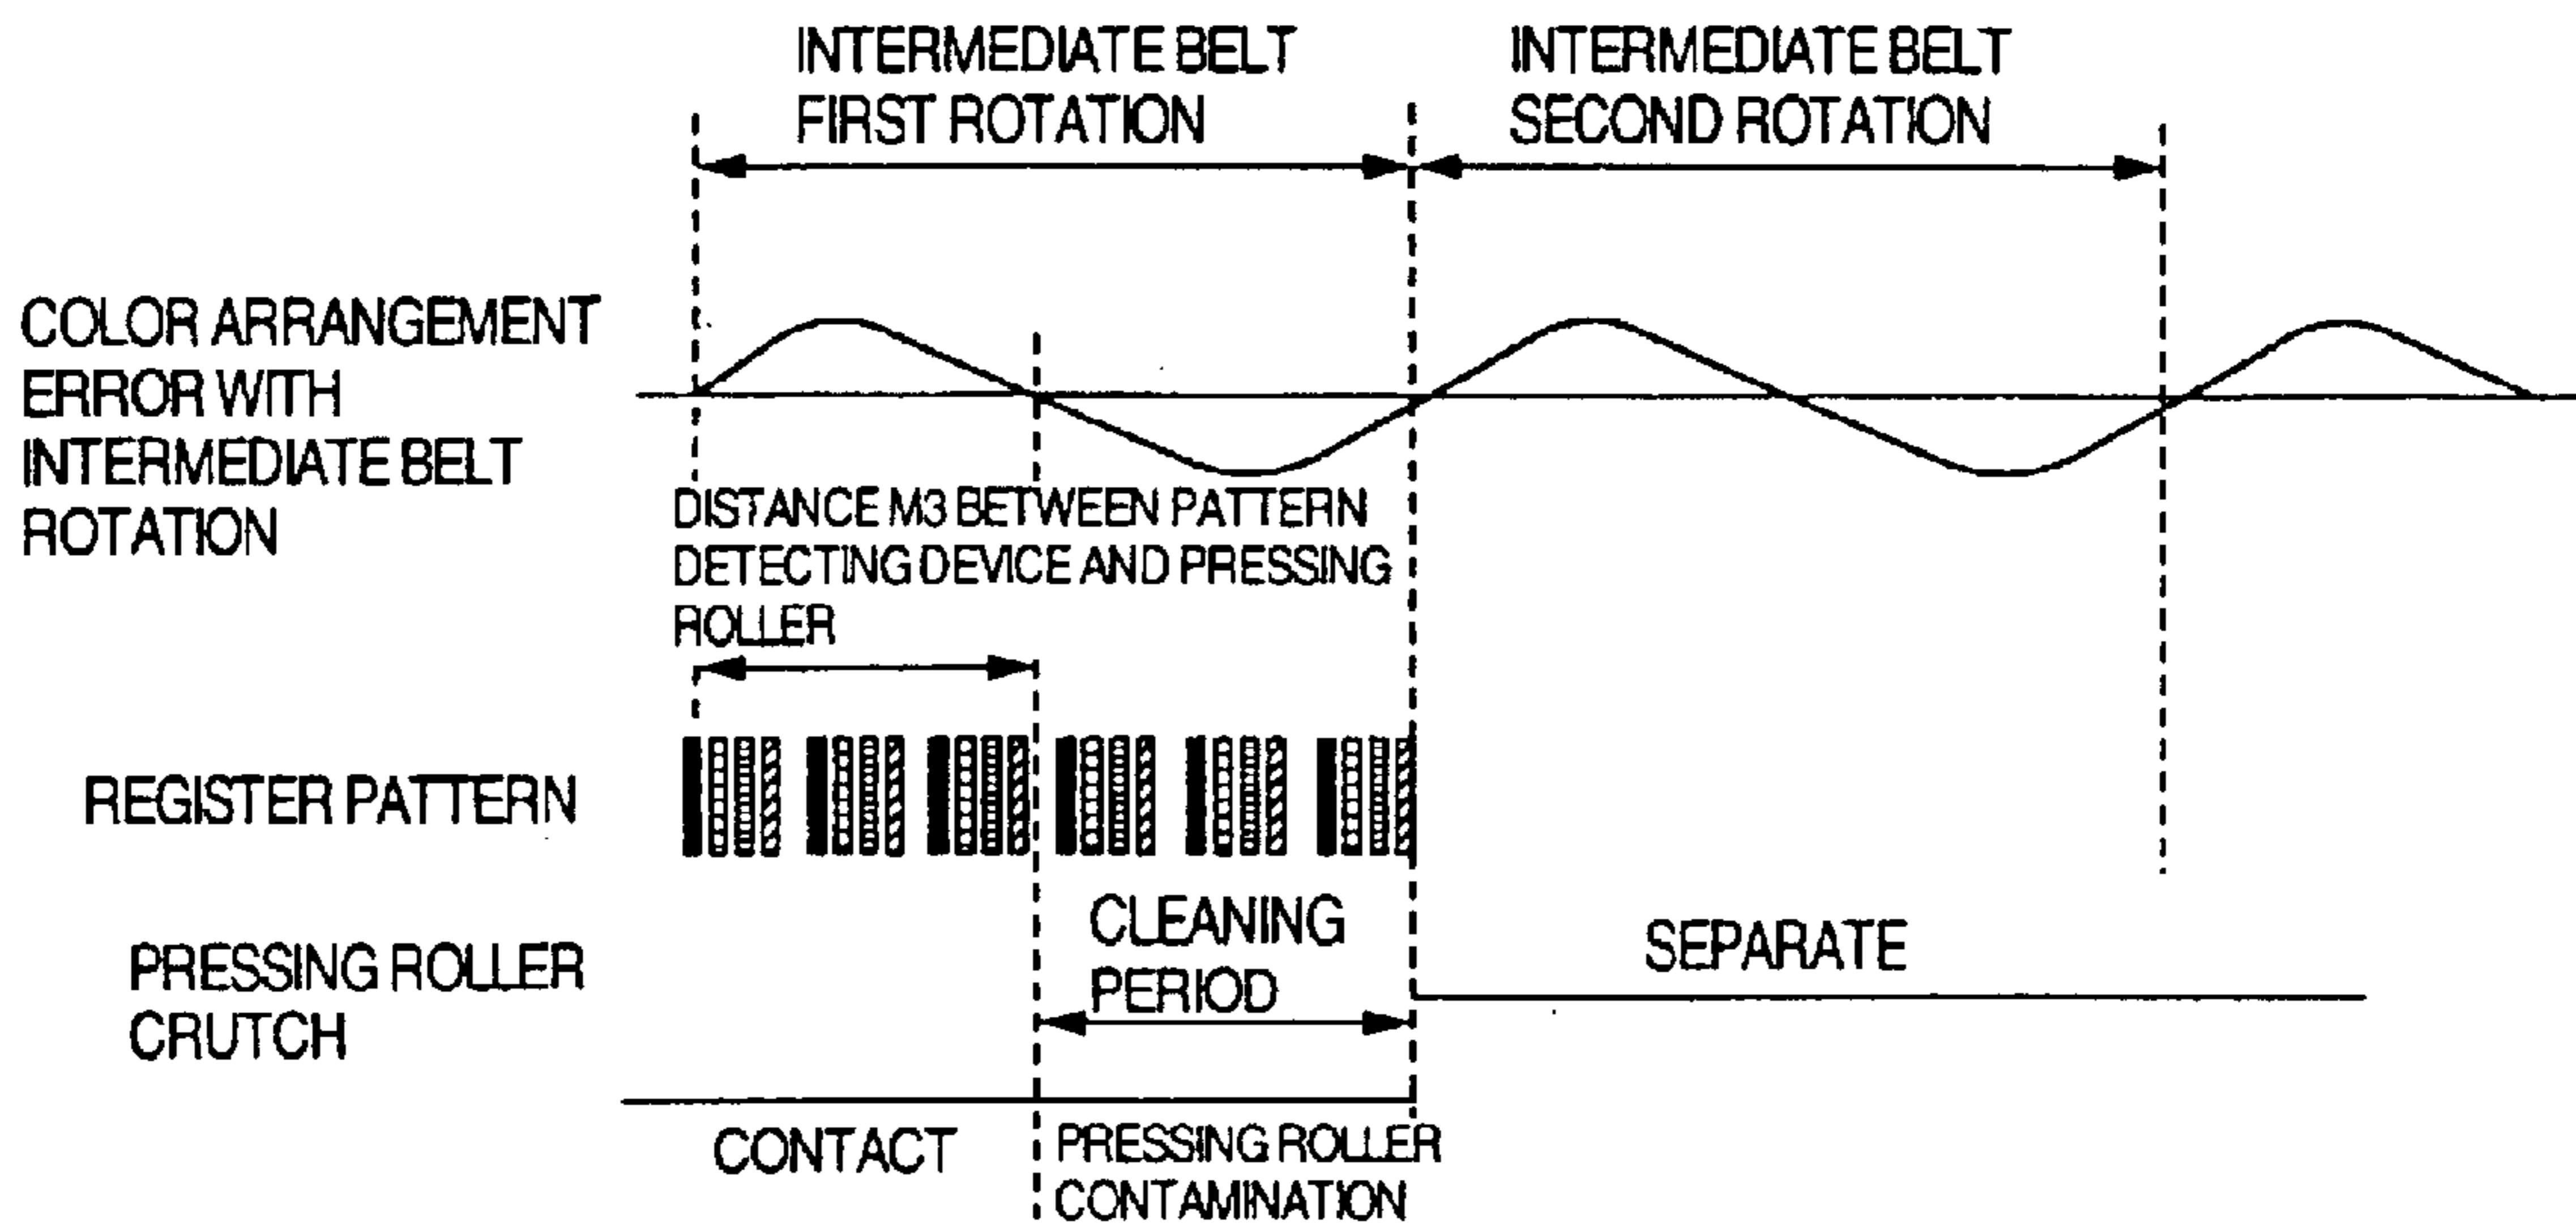 INTERMEDIATE BELT
FIRST ROTATION
INTERMEDIATE BELT
SECOND ROTATION
COLOR ARRANGEMENT
ERROR WITH
INTERMEDIATE BELT
ROTATION
DISTANCE M3 BETWEEN PATTERN
DETECTING DEVICE AND PRESSING
ROLLER
REGISTER PATTERN
CLEANING
PERIOD
SEPARATE
PRESSING ROLLER
CRUTCH
CONTACT
PRESSING ROLLER
CONTAMINATION